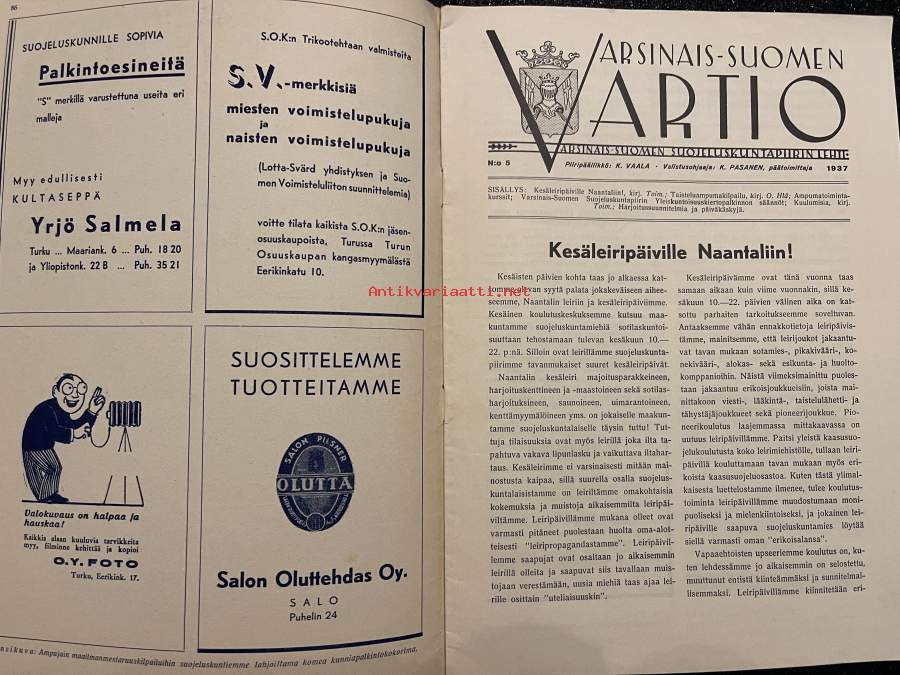 86
SUOJELUSKUNNILLE SOPIVIA
Palkintoesineitä
"S" merkillä varustettuna useita eri
malleja
Myy edullisesti
KULTASEPPÄ
Yrjö Salmela
Turku ... Maariank. 6 ... Puh. 18 20
ja Yliopistonk. 22 B ... Puh. 35 21
S.O.K:n Trikootehtaan valmisteita
S.V.-merkkisiä
miesten voimistelupukuja
ja
naisten voimistelupukuja
(Lotta-Svärd yhdistyksen ja Suo-
men Voimisteluliiton suunnittelemia)
voitte tilata kaikista S.O.K:n jäsen-
osuuskaupoista, Turussa Turun
Osuuskaupan kangasmyymälästä
Eerikinkatu 10.
Valokuvaus on halpaa ja
hauskaa!
Kaikkia alaan kuuluvia tarvikkeita
myy, filminne kehittää ja kopioi
O.Y. FOTO
Turku, Eerikink. 17.
SUOSITTELEMME
TUOTTEITAMME
SALON PILSNER
OLUTTA
Salon Oluttehdas Oy.
SALO
Puhelin 24
nsikuva: Ampujain maailmanmestaruuskilpailuihin suojeluskuntiemme lahjoittama komea kunniapalkintokokoelma.
VARSINAIS-SUOMEN
VARTIO
VARSINAIS-SUOMEN SUOJELUSKUNTAPIIRIN LEHTI
N:o 5 Piiripäällikkö: K. VAALA - Valistusohjaaja: K. PASANEN, päätoimittaja 1937
SISÄLLYS: Kesäleiripäiville Naantaliin!, kirj. Toim.; Taisteluampumakilpailu, kirj. O. Hld; Ampumatoiminta-
kurssit; Varsinais-Suomen Suojeluskuntapiirin Yleiskuntoisuuskiertopalkinnon säännöt; Kuulumisia, kirj.
Toim.; Harjoitussuunnitelmia ja päiväkäskyjä.
Kesäleiripäiville Naantaliin!
Kesäisten päivien kohta taas jo alkaessa kat-
somme olevan syytä palata jokakeväiseen aihee-
seemme, Naantalin leiriin ja kesäleiripäiviimme.
Kesäinen koulutuskeskuksemme kutsuu maa-
kuntamme suojeluskuntamiehiä sotilaskuntoi-
suuttaan tehostamaan tulevan kesäkuun 10.—
22. p:nä. Silloin ovat leirillämme suojeluskunta-
piirimme tavanmukaiset suuret kesäleiripäivät.
Naantalin kesäleiri majoitusparakkeineen,
harjoituskenttineen ja -maastoineen sekä sotilas-
harjoituksineen, saunoineen, uimarantoineen,
kenttämyymälöineen yms. on jokaiselle maakun-
tamme suojeluskuntalaiselle täysin tuttu! Tut-
tuja tilaisuuksia ovat myös leirillä joka ilta ta-
pahtuva vakava lipunlasku ja vaikuttava iltahar-
taus. Kesäleirimme ei varsinaisesti mitään mai-
nostusta kaipaa, sillä suurella osalla suojelus-
kuntalaisistamme on leiriltämme omakohtaisia
kokemuksia ja muistoja aikaisemmilta leiripäi-
viltämme. Leiripäivillämme mukana olleet ovat
varmasti pitäneet puolestaan huolta oma-aloit-
teisesti "leiripropagandastamme". Leiripäivil-
lemme saapujat ovat osaltaan jo aikaisemmin
leirillä olleita ja saapuvat siis tavallaan muis-
tojaan verestämään, uusia miehiä taas ajaa lei-
rille osittain "uteliaisuuskin".
Kesäleiripäivämme ovat tänä vuonna taas
samaan aikaan kuin viime vuonnakin, sillä ke-
säkuun 10.—22. päivien välinen aika on kat-
sottu parhaiten tarkoitukseemme soveltuvan.
Antaaksemme vähän ennakkotietoja leiripäivis-
tämme, mainitsemme, että leirijoukot jakaantu-
vat tavan mukaan sotamies-, pikakivääri-, ko-
nekivääri-, alokas- sekä esikunta- ja huolto-
komppanioihin. Näistä viimeksimainittu puoles-
taan jakaantuu erikoisjoukkueisiin, joista mai-
nittakoon viesti-, lääkintä-, taistelulähetti- ja
tähystäjäjoukkueet sekä pioneerijoukkue. Pio-
neerikoulutus laajemmassa mittakaavassa on
uutuus leiripäivillämme. Paitsi yleistä kaasusuo-
jelukoulutusta koko leirimiehistölle, tullaan leiri-
päivillä kouluttamaan tavan mukaan myös eri-
koista kaasusuojeluosastoa. Kuten tästä ylimal-
kaisesta luettelostamme ilmenee, tulee koulutus-
toiminta leiripäivillämme muodostumaan moni-
puoliseksi ja mielenkiintoiseksi, ja jokainen lei-
ripäiville saapuva suojeluskuntamies löytää
siellä varmasti oman "erikoisalansa".
Vapaaehtoisten upseeriemme koulutus on, ku-
ten lehdessämme jo aikaisemmin on selostettu,
muuttunut entistä kiinteämmäksi ja sunnitelmal-
lisemmaksi. Leiripäivillämme kiinnitetään eri-
Antikvariaatti.net